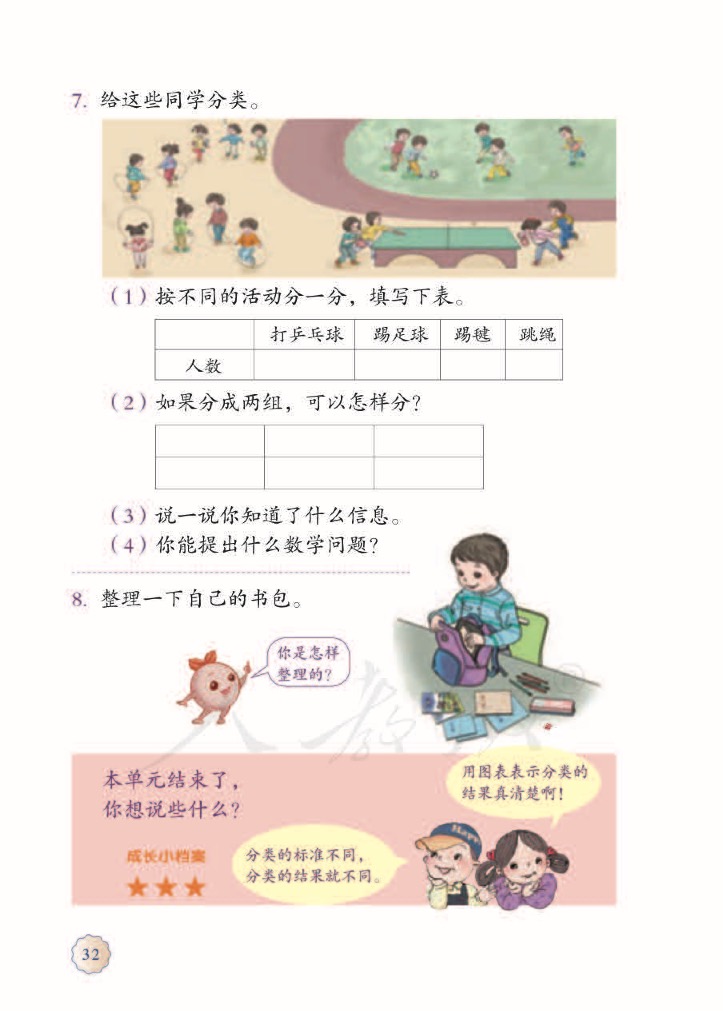 7. 给这些同学分类。
（1）按不同的活动分一分，填写下表。
打乒乓球 踢足球 踢毽 跳绳
人数
（2）如果分成两组，可以怎样分？
（3）说一说你知道了什么信息。
（4）你能提出什么数学问题？
8. 整理一下自己的书包。
你是怎样
整理的？
本单元结束了，
你想说些什么？
用图表表示分类的
结果真清楚啊！
成长小档案
分类的标准不同，
分类的结果就不同。
32